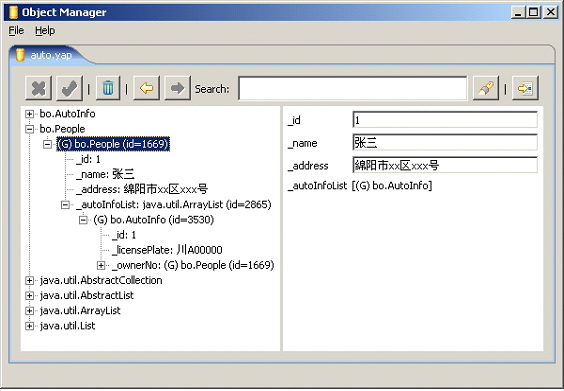 Object Manager
File Help
auto.yap
Search:
bo.AutoInfo
bo.People
(G) bo.People (id=1669)
_id: 1
_name: 张三
_address: 绵阳市xx区xxx号
_autoInfoList: java.util.ArrayList (id=2865)
(G) bo.AutoInfo (id=3530)
_id: 1
_licensePlate: 川A00000
_ownerNo: (G) bo.People (id=1669)
java.util.AbstractCollection
java.util.AbstractList
java.util.ArrayList
java.util.List
_id 1
_name 张三
_address 绵阳市xx区xxx号
_autoInfoList [(G) bo.AutoInfo]